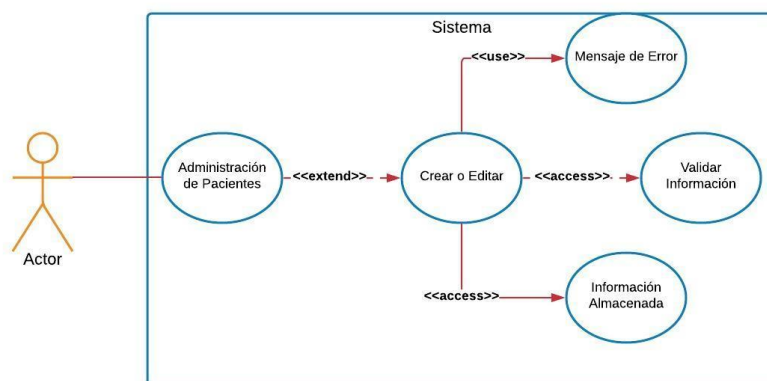 Sistema
<<use>>
Mensaje de Error
Administración
de Pacientes
<<extend>>
Crear o Editar
<<access>>
Validar
Información
Actor
<<access>>
Información
Almacenada